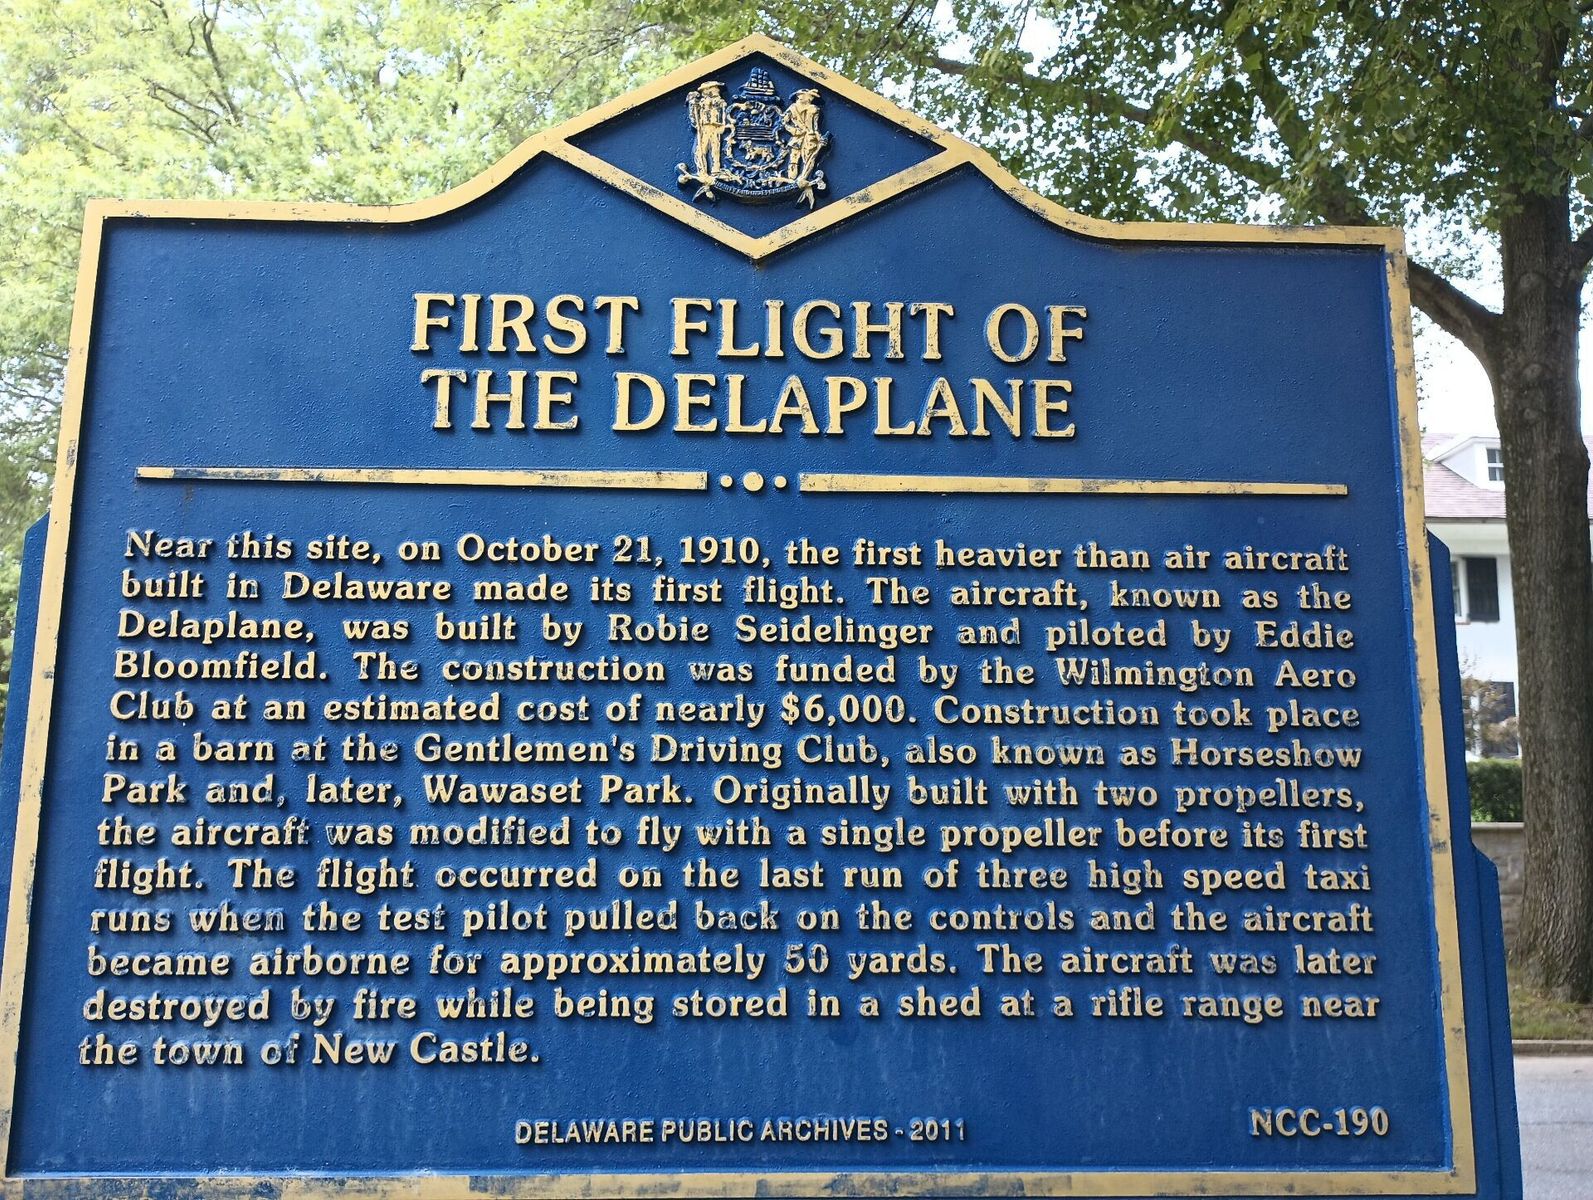 FIRST FLIGHT OF
THE DELAPLANE
Near this site, on October 21, 1910, the first heavier than air aircraft
built in Delaware made its first flight. The aircraft, known as the
Delaplane, was built by Robie Seidelinger and piloted by Eddie
Bloomfield. The construction was funded by the Wilmington Aero
Club at an estimated cost of nearly $6,000. Construction took place
in a barn at the Gentlemen's Driving Club, also known as Horseshow
Park and, later, Wawaset Park. Originally built with two propellers,
the aircraft was modified to fly with a single propeller before its first
flight. The flight occurred on the last run of three high speed taxi
runs when the test pilot pulled back on the controls and the aircraft
became airborne for approximately 50 yards. The aircraft was later
destroyed by fire while being stored in a shed at a rifle range near
the town of New Castle.
DELAWARE PUBLIC ARCHIVES - 2011
NCC-190